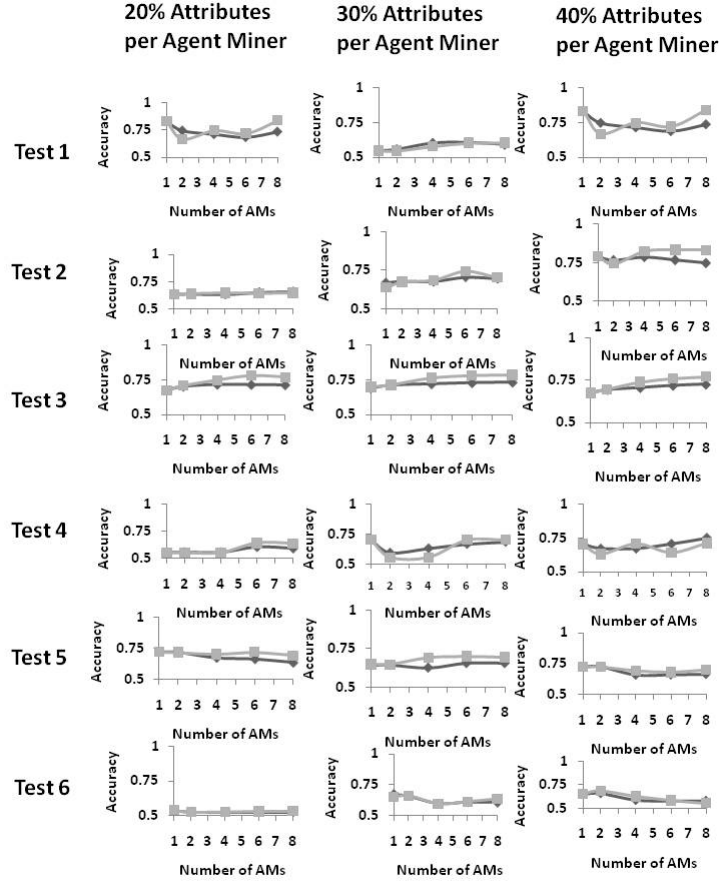 20% Attributes per Agent Miner
30% Attributes per Agent Miner
40% Attributes per Agent Miner
Test 1
Accuracy
1
0.75
0.5
1 2 3 4 5 6 7 8
Number of AMs
Accuracy
1
0.75
0.5
1 2 3 4 5 6 7 8
Number of AMs
Accuracy
1
0.75
0.5
1 2 3 4 5 6 7 8
Number of AMs
Test 2
Accuracy
1
0.75
0.5
1 2 3 4 5 6 7 8
Number of AMs
Accuracy
1
0.75
0.5
1 2 3 4 5 6 7 8
Number of AMs
Accuracy
1
0.75
0.5
1 2 3 4 5 6 7 8
Number of AMs
Test 3
Accuracy
1
0.75
0.5
1 2 3 4 5 6 7 8
Number of AMs
Accuracy
1
0.75
0.5
1 2 3 4 5 6 7 8
Number of AMs
Accuracy
1
0.75
0.5
1 2 3 4 5 6 7 8
Number of AMs
Test 4
Accuracy
1
0.75
0.5
1 2 3 4 5 6 7 8
Number of AMs
Accuracy
1
0.75
0.5
1 2 3 4 5 6 7 8
Number of AMs
Accuracy
1
0.75
0.5
1 2 3 4 5 6 7 8
Number of AMs
Test 5
Accuracy
1
0.75
0.5
1 2 3 4 5 6 7 8
Number of AMs
Accuracy
1
0.75
0.5
1 2 3 4 5 6 7 8
Number of AMs
Accuracy
1
0.75
0.5
1 2 3 4 5 6 7 8
Number of AMs
Test 6
Accuracy
1
0.75
0.5
1 2 3 4 5 6 7 8
Number of AMs
Accuracy
1
0.75
0.5
1 2 3 4 5 6 7 8
Number of AMs
Accuracy
1
0.75
0.5
1 2 3 4 5 6 7 8
Number of AMs